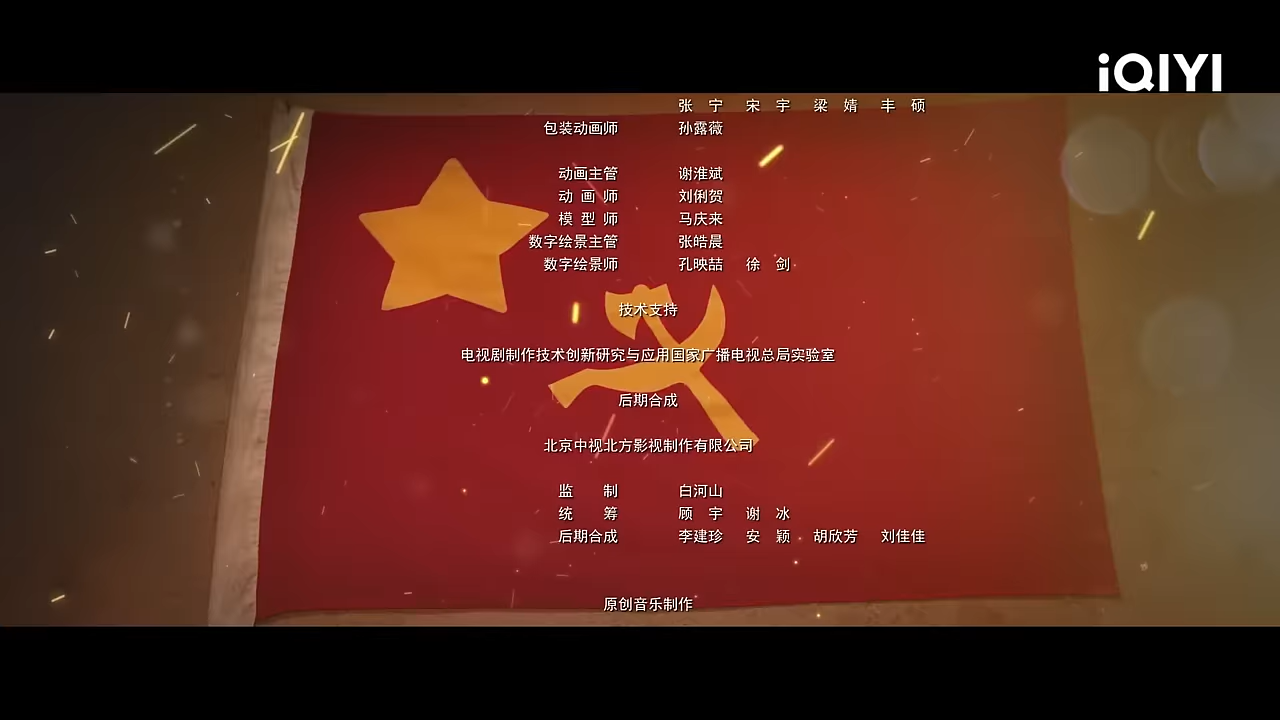 iQIYI
张 宁 宋 宇 梁 婧 丰 硕
包装动画师 孙露薇
动画主管 谢淮斌
动 画 师 刘俐贺
模 型 师 马庆来
数字绘景主管 张皓晨
数字绘景师 孔映喆 徐 剑
技术支持
电视剧制作技术创新研究与应用国家广播电视总局实验室
后期合成
北京中视北方影视制作有限公司
监 制 白河山
统 筹 顾 宇 谢 冰
后期合成 李建珍 安 颖 胡欣芳 刘佳佳
原创音乐制作